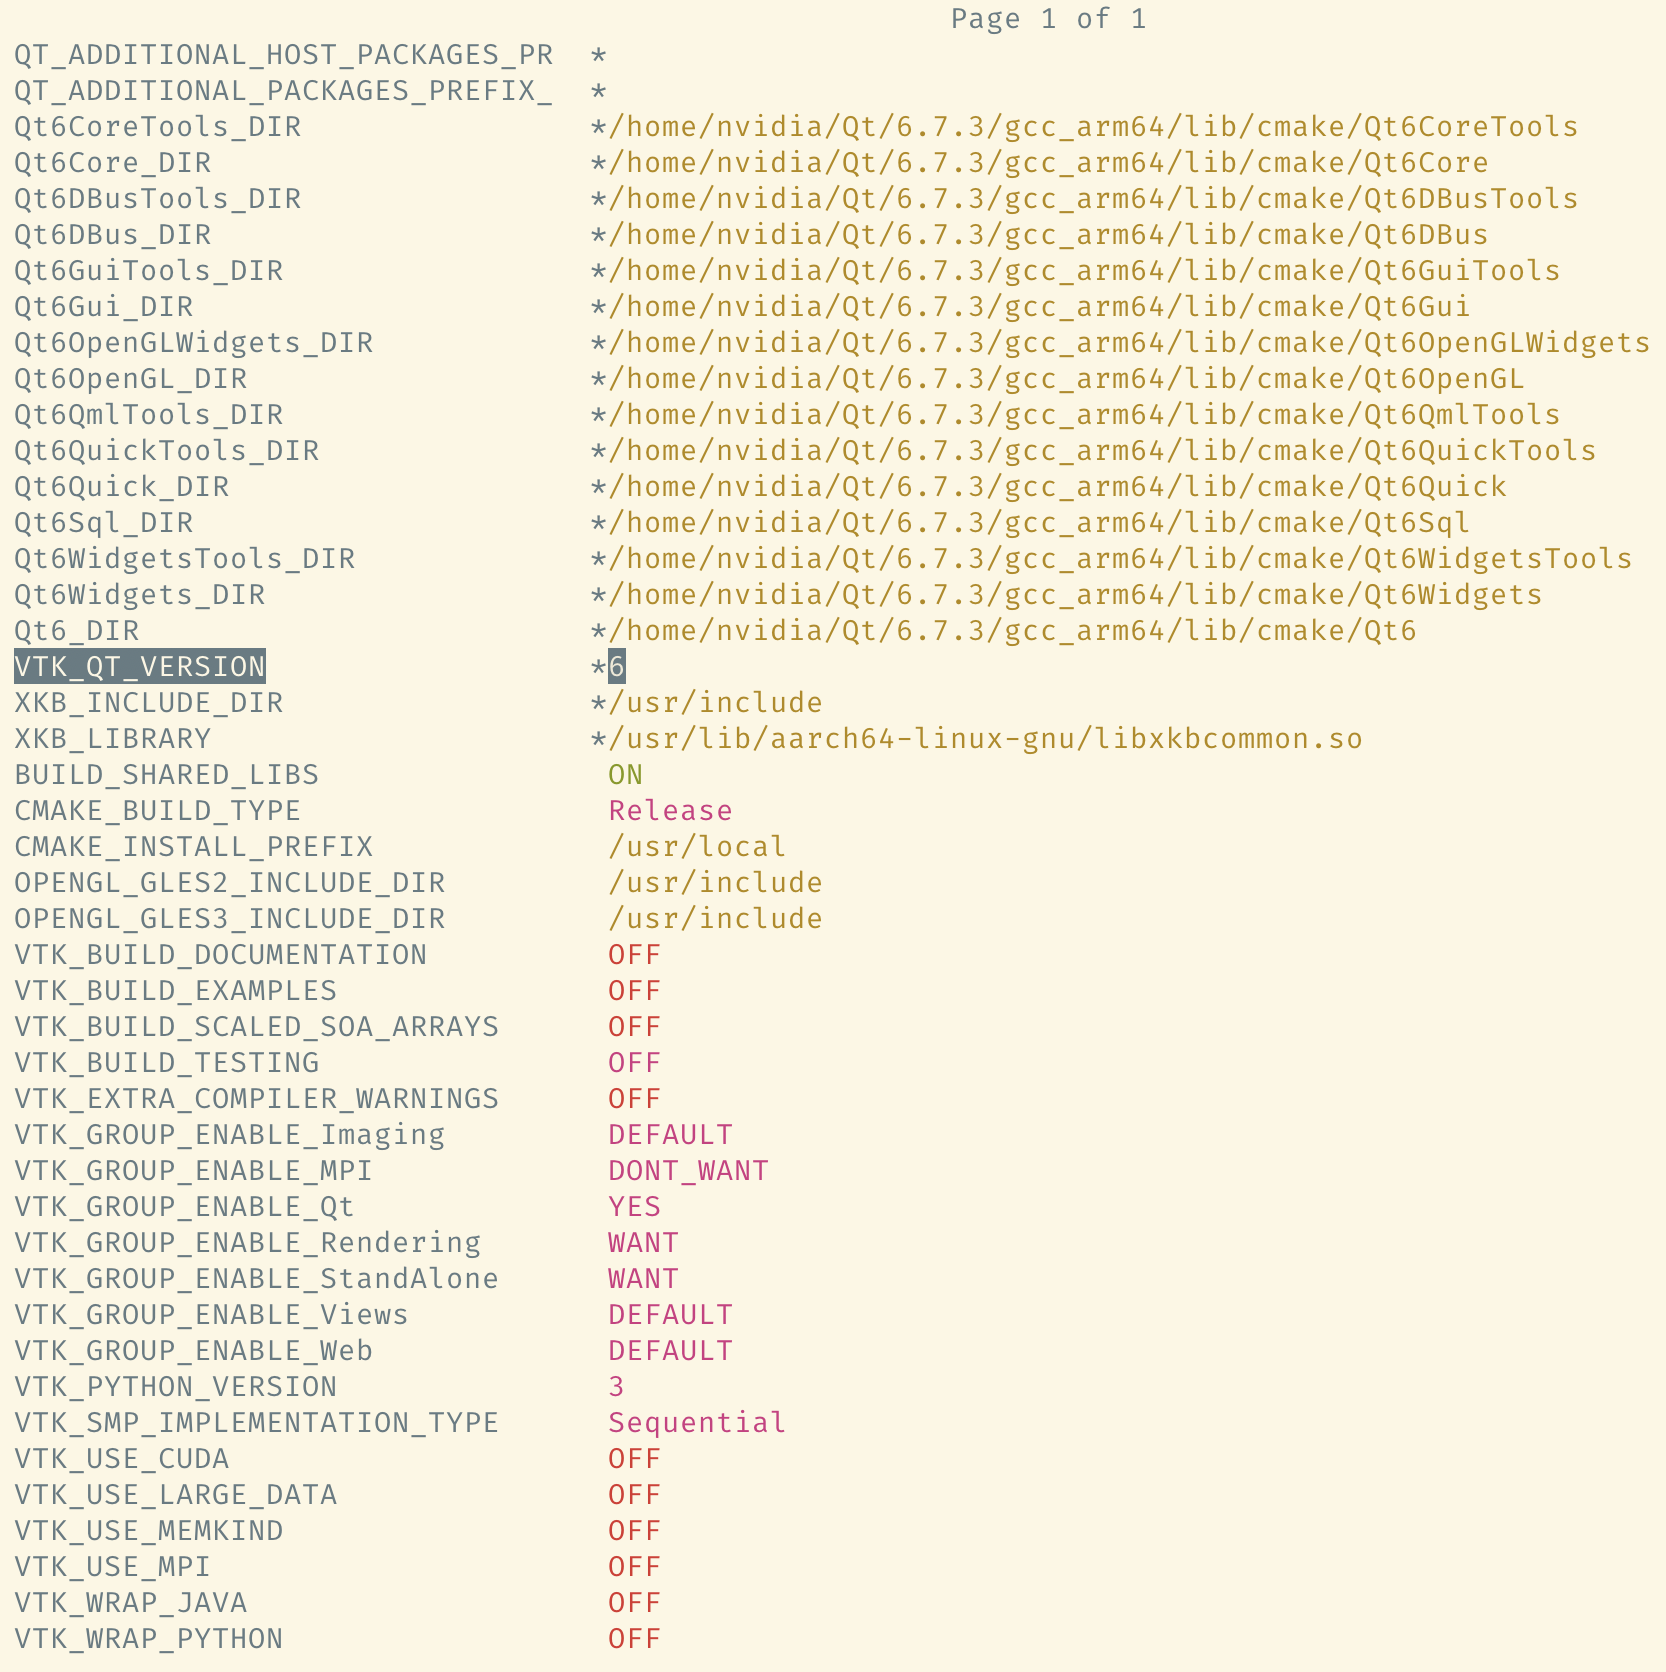 Page 1 of 1
QT_ADDITIONAL_HOST_PACKAGES_PR *
QT_ADDITIONAL_PACKAGES_PREFIX_ *
Qt6CoreTools_DIR */home/nvidia/Qt/6.7.3/gcc_arm64/lib/cmake/Qt6CoreTools
Qt6Core_DIR */home/nvidia/Qt/6.7.3/gcc_arm64/lib/cmake/Qt6Core
Qt6DBusTools_DIR */home/nvidia/Qt/6.7.3/gcc_arm64/lib/cmake/Qt6DBusTools
Qt6DBus_DIR */home/nvidia/Qt/6.7.3/gcc_arm64/lib/cmake/Qt6DBus
Qt6GuiTools_DIR */home/nvidia/Qt/6.7.3/gcc_arm64/lib/cmake/Qt6GuiTools
Qt6Gui_DIR */home/nvidia/Qt/6.7.3/gcc_arm64/lib/cmake/Qt6Gui
Qt6OpenGLWidgets_DIR */home/nvidia/Qt/6.7.3/gcc_arm64/lib/cmake/Qt6OpenGLWidgets
Qt6OpenGL_DIR */home/nvidia/Qt/6.7.3/gcc_arm64/lib/cmake/Qt6OpenGL
Qt6QmlTools_DIR */home/nvidia/Qt/6.7.3/gcc_arm64/lib/cmake/Qt6QmlTools
Qt6QuickTools_DIR */home/nvidia/Qt/6.7.3/gcc_arm64/lib/cmake/Qt6QuickTools
Qt6Quick_DIR */home/nvidia/Qt/6.7.3/gcc_arm64/lib/cmake/Qt6Quick
Qt6Sql_DIR */home/nvidia/Qt/6.7.3/gcc_arm64/lib/cmake/Qt6Sql
Qt6WidgetsTools_DIR */home/nvidia/Qt/6.7.3/gcc_arm64/lib/cmake/Qt6WidgetsTools
Qt6Widgets_DIR */home/nvidia/Qt/6.7.3/gcc_arm64/lib/cmake/Qt6Widgets
Qt6_DIR */home/nvidia/Qt/6.7.3/gcc_arm64/lib/cmake/Qt6
VTK_QT_VERSION *6
XKB_INCLUDE_DIR */usr/include
XKB_LIBRARY */usr/lib/aarch64-linux-gnu/libxkbcommon.so
BUILD_SHARED_LIBS ON
CMAKE_BUILD_TYPE Release
CMAKE_INSTALL_PREFIX /usr/local
OPENGL_GLES2_INCLUDE_DIR /usr/include
OPENGL_GLES3_INCLUDE_DIR /usr/include
VTK_BUILD_DOCUMENTATION OFF
VTK_BUILD_EXAMPLES OFF
VTK_BUILD_SCALED_SOA_ARRAYS OFF
VTK_BUILD_TESTING OFF
VTK_EXTRA_COMPILER_WARNINGS OFF
VTK_GROUP_ENABLE_Imaging DEFAULT
VTK_GROUP_ENABLE_MPI DONT_WANT
VTK_GROUP_ENABLE_Qt YES
VTK_GROUP_ENABLE_Rendering WANT
VTK_GROUP_ENABLE_StandAlone WANT
VTK_GROUP_ENABLE_Views DEFAULT
VTK_GROUP_ENABLE_Web DEFAULT
VTK_PYTHON_VERSION 3
VTK_SMP_IMPLEMENTATION_TYPE Sequential
VTK_USE_CUDA OFF
VTK_USE_LARGE_DATA OFF
VTK_USE_MEMKIND OFF
VTK_USE_MPI OFF
VTK_WRAP_JAVA OFF
VTK_WRAP_PYTHON OFF